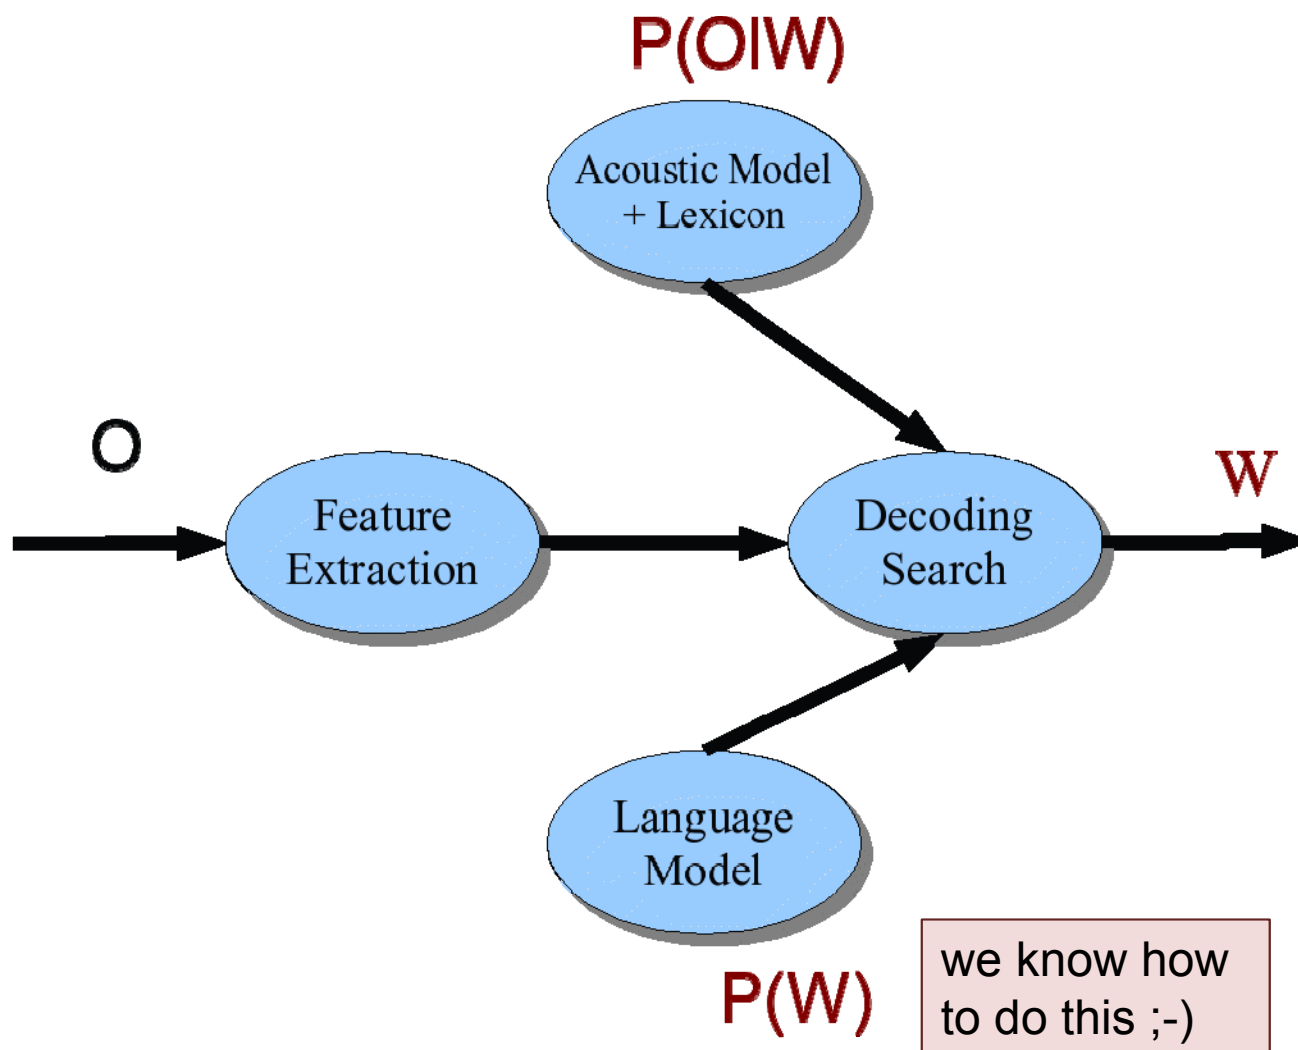 P(O|W)
Acoustic Model
+ Lexicon
O
Feature
Extraction
Decoding
Search
W
Language
Model
P(W)
we know how
to do this ;-)